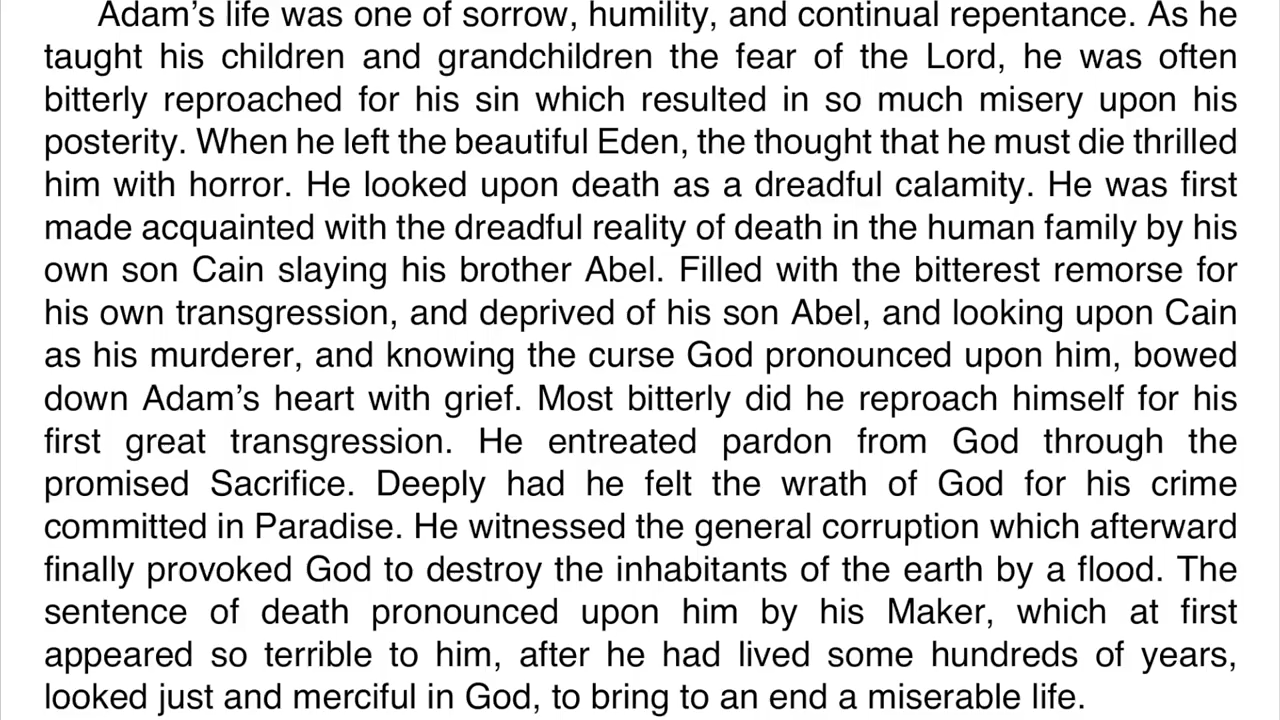 Adam’s life was one of sorrow, humility, and continual repentance. As he
taught his children and grandchildren the fear of the Lord, he was often
bitterly reproached for his sin which resulted in so much misery upon his
posterity. When he left the beautiful Eden, the thought that he must die thrilled
him with horror. He looked upon death as a dreadful calamity. He was first
made acquainted with the dreadful reality of death in the human family by his
own son Cain slaying his brother Abel. Filled with the bitterest remorse for
his own transgression, and deprived of his son Abel, and looking upon Cain
as his murderer, and knowing the curse God pronounced upon him, bowed
down Adam’s heart with grief. Most bitterly did he reproach himself for his
first great transgression. He entreated pardon from God through the
promised Sacrifice. Deeply had he felt the wrath of God for his crime
committed in Paradise. He witnessed the general corruption which afterward
finally provoked God to destroy the inhabitants of the earth by a flood. The
sentence of death pronounced upon him by his Maker, which at first
appeared so terrible to him, after he had lived some hundreds of years,
looked just and merciful in God, to bring to an end a miserable life.